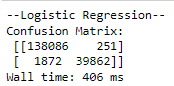 --Logistic Regression--
Confusion Matrix:
[[138086    251]
[  1872  39862]]
Wall time: 406 ms